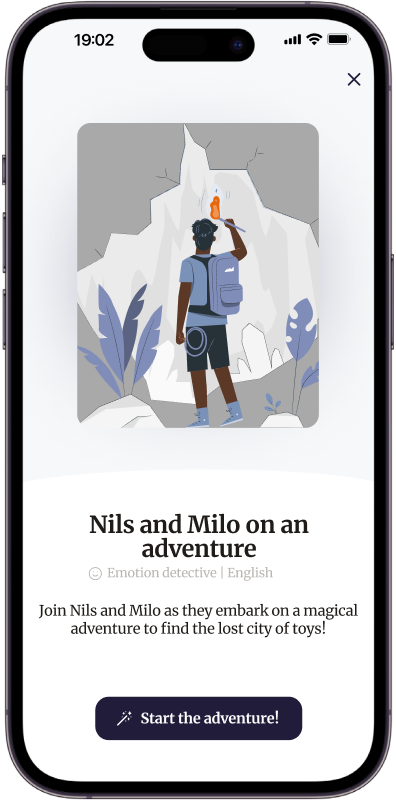 19:02
Nils and Milo on an
adventure
Emotion detective | English
Join Nils and Milo as they embark on a magical
adventure to find the lost city of toys!
Start the adventure!